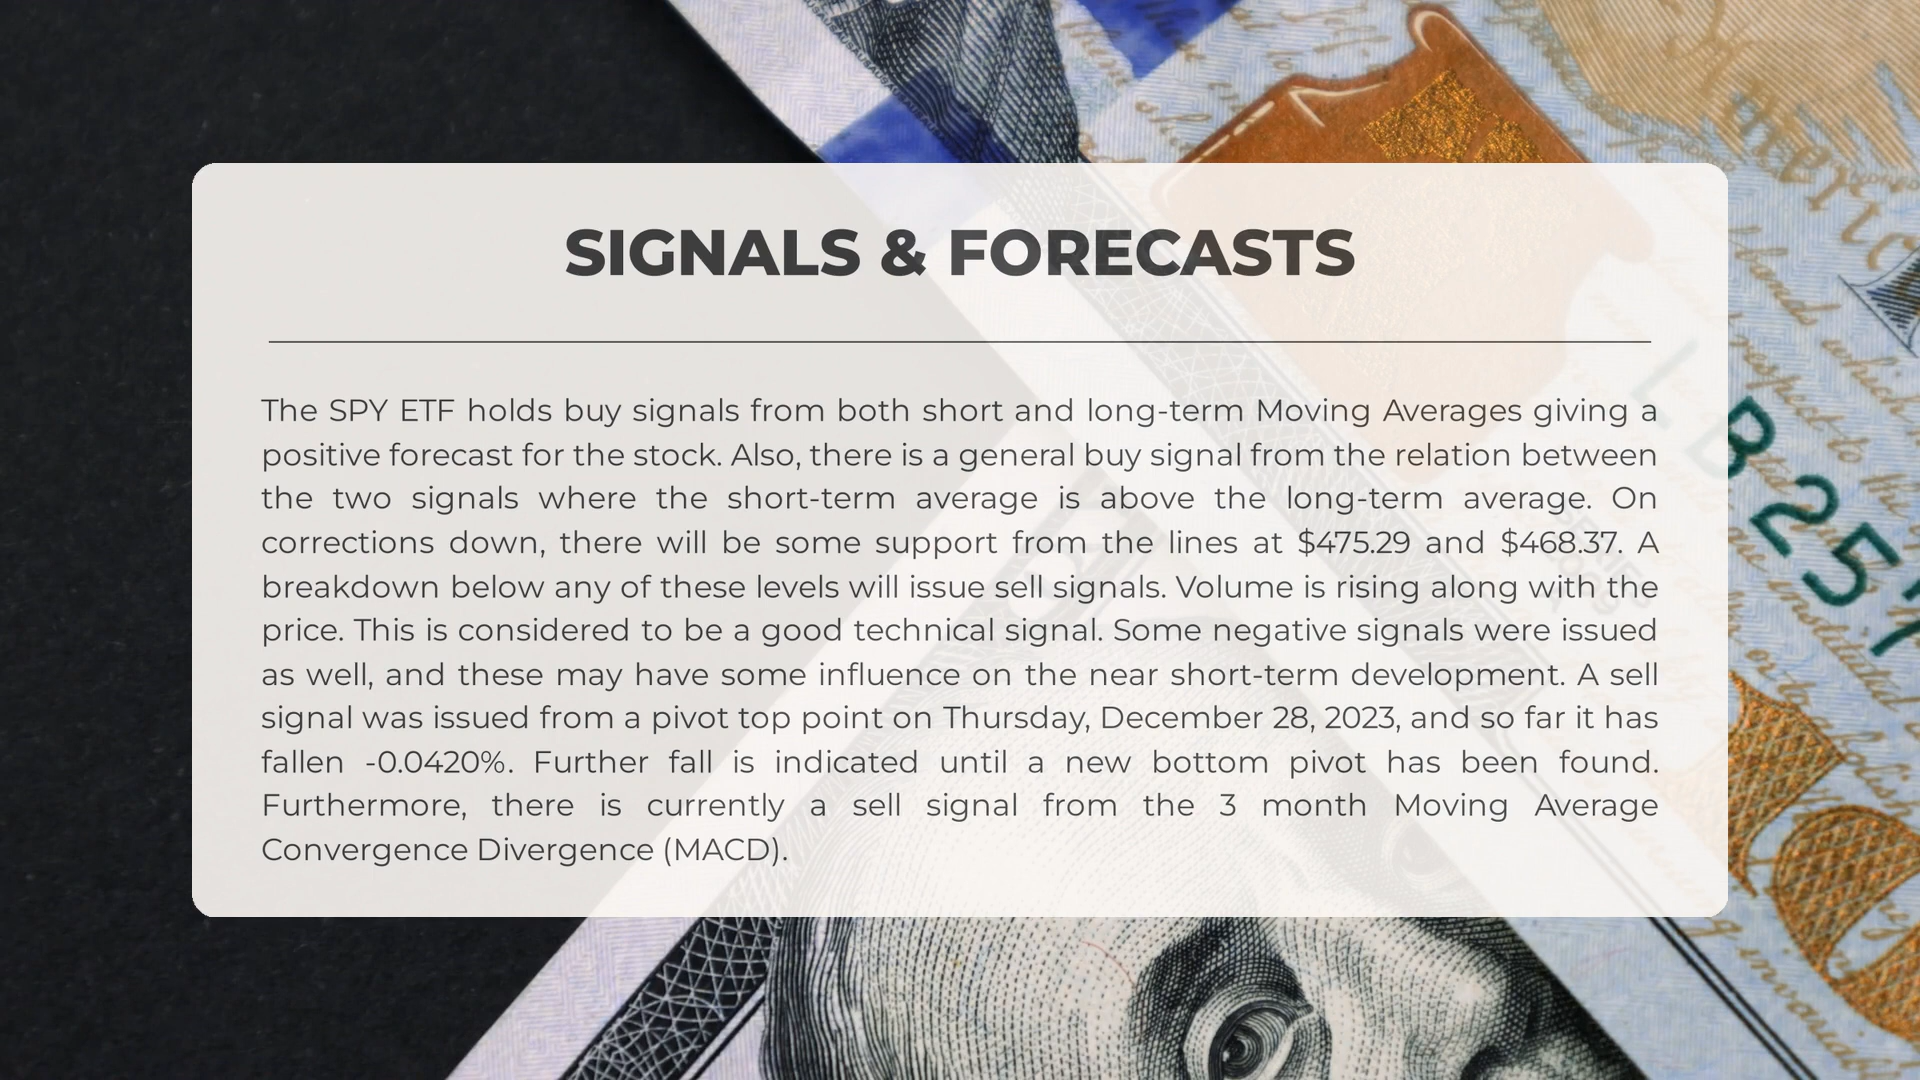 SIGNALS & FORECASTS
The SPY ETF holds buy signals from both short and long-term Moving Averages giving a
positive forecast for the stock. Also, there is a general buy signal from the relation between
the two signals where the short-term average is above the long-term average. On
corrections down, there will be some support from the lines at $475.29 and $468.37. A
breakdown below any of these levels will issue sell signals. Volume is rising along with the
price. This is considered to be a good technical signal. Some negative signals were issued
as well, and these may have some influence on the near short-term development. A sell
signal was issued from a pivot top point on Thursday, December 28, 2023, and so far it has
fallen -0.0420%. Further fall is indicated until a new bottom pivot has been found.
Furthermore, there is currently a sell signal from the 3 month Moving Average
Convergence Divergence (MACD).
LB25